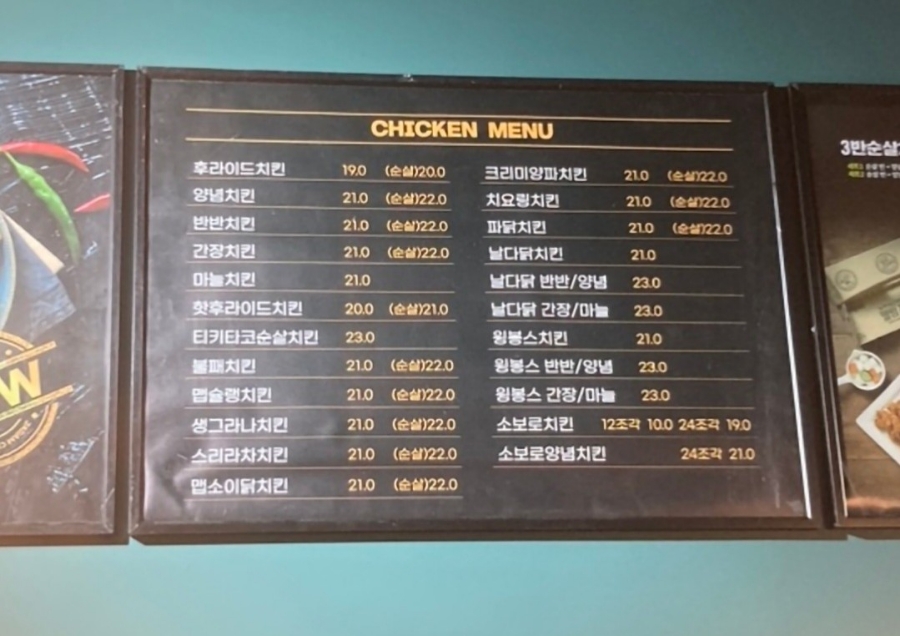 CHICKEN MENU
후라이드치킨 19.0 (순살)20.0
양념치킨 21.0 (순살)22.0
반반치킨 21.0 (순살)22.0
간장치킨 21.0 (순살)22.0
마늘치킨 21.0
핫후라이드치킨 20.0 (순살)21.0
티키타코순살치킨 23.0
불패치킨 21.0 (순살)22.0
맵슐랭치킨 21.0 (순살)22.0
생그라나치킨 21.0 (순살)22.0
스리라차치킨 21.0 (순살)22.0
맵소이닭치킨 21.0 (순살)22.0
크리미양파치킨 21.0 (순살)22.0
치요링치킨 21.0 (순살)22.0
파닭치킨 21.0 (순살)22.0
날다닭치킨 21.0
날다닭 반반/양념 23.0
날다닭 간장/마늘 23.0
윙봉스치킨 21.0
윙봉스 반반/양념 23.0
윙봉스 간장/마늘 23.0
소보로치킨 12조각 10.0 24조각 19.0
소보로양념치킨 24조각 21.0
3만순살